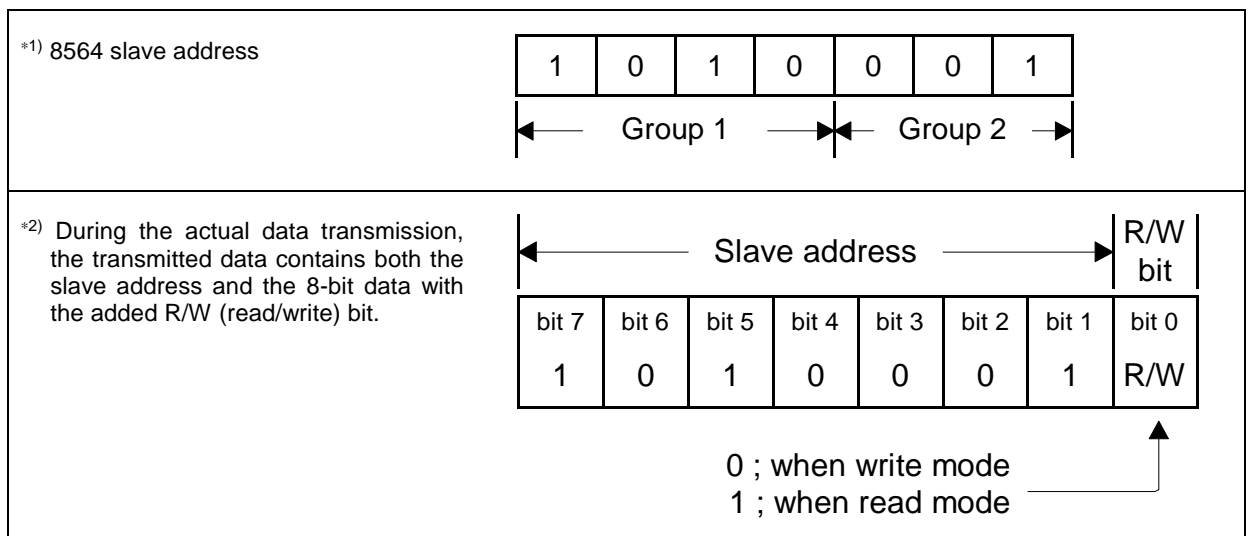 *1) 8564 slave address
1 0 1 0 0 0 1
Group 1 Group 2
*2) During the actual data transmission,
the transmitted data contains both the
slave address and the 8-bit data with
the added R/W (read/write) bit.
Slave address
R/W
bit
bit 7 bit 6 bit 5 bit 4 bit 3 bit 2 bit 1 bit 0
1 0 1 0 0 0 1 R/W
0 ; when write mode
1 ; when read mode